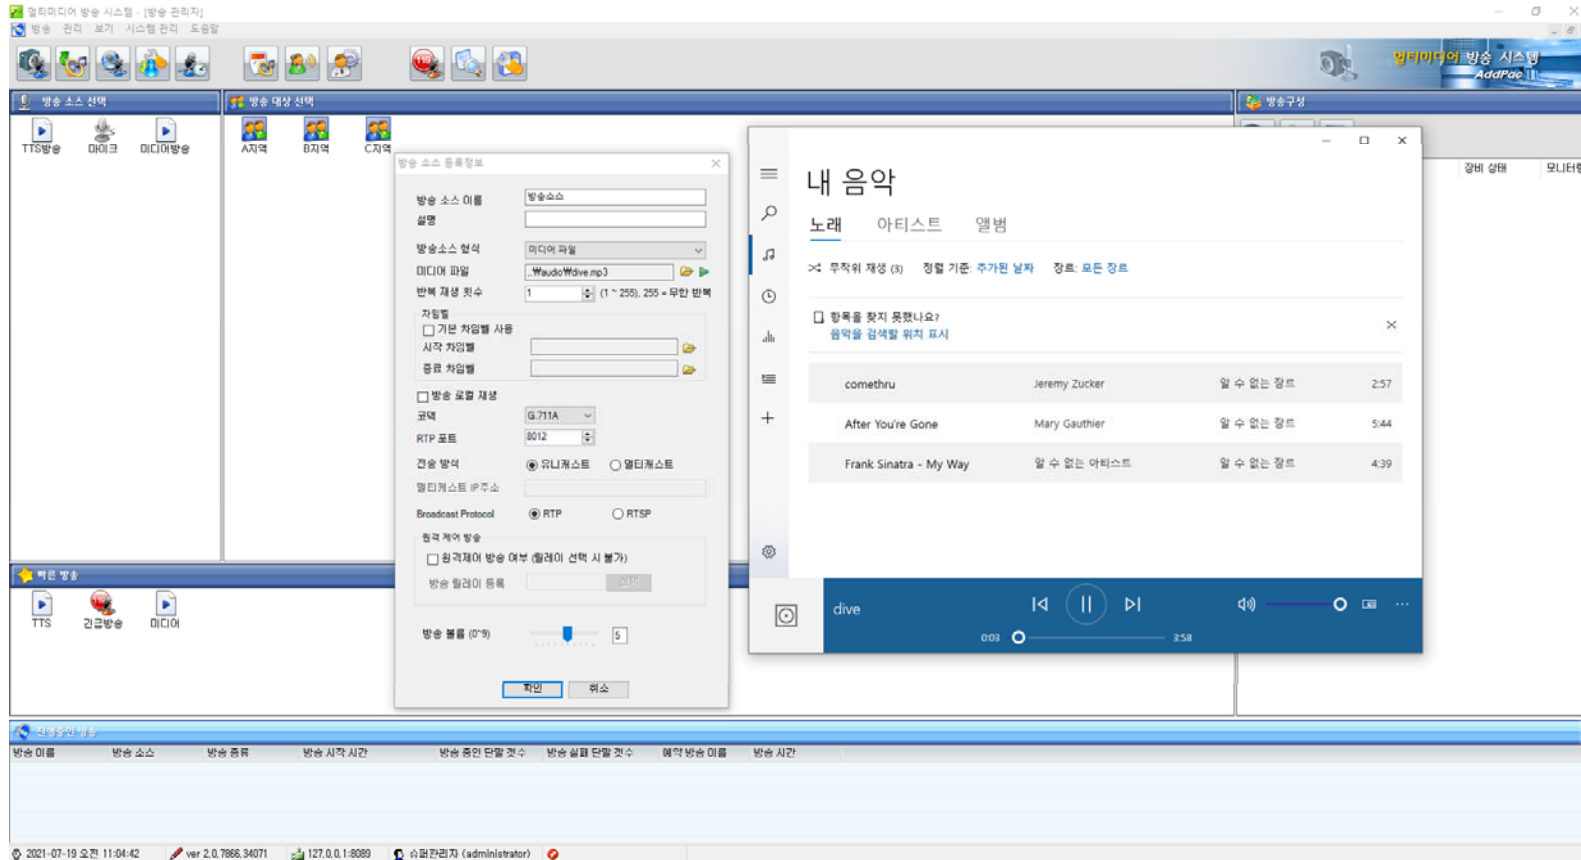 멀티미디어 방송 시스템 - [방송 관리자]
방송 관리 보기 시스템 관리 도움말
멀티미디어 방송 시스템
AddPac
방송 소스 선택
방송 대상 선택
방송구성
TTS방송 마이크 미디어방송
A지역 B지역 C지역
장비 상태 모니터링
방송 소스 등록정보
방송 소스 이름 방송소스
설명
방송소스 형식 미디어 파일
미디어 파일 ..₩audio₩dive.mp3
반복 재생 횟수 1 (1 ~ 255), 255 = 무한 반복
차임벨
기본 차임벨 사용
시작 차임벨
종료 차임벨
방송 로컬 재생
코덱 G.711A
RTP 포트 8012
전송 방식 유니캐스트 멀티캐스트
멀티캐스트 IP주소
Broadcast Protocol RTP RTSP
원격 제어 방송
원격제어 방송 여부 (릴레이 선택 시 불가)
방송 릴레이 등록 선택
방송 볼륨 (0~9) 5
확인 취소
내 음악
노래 아티스트 앨범
무작위 재생 (3) 정렬 기준: 추가된 날짜 장르: 모든 장르
항목을 찾지 못했나요?
음악을 검색할 위치 표시
comethru Jeremy Zucker 알 수 없는 장르 2:57
After You're Gone Mary Gauthier 알 수 없는 장르 5:44
Frank Sinatra - My Way 알 수 없는 아티스트 알 수 없는 장르 4:39
dive
0:03 3:58
빠른 방송
TTS 긴급방송 미디어
진행중인 방송
방송 이름 방송 소스 방송 종류 방송 시작 시간 방송 중인 단말 갯수 방송 실패 단말 갯수 예약 방송 이름 방송 시간
2021-07-19 오전 11:04:42 ver 2.0.7866.34071 127.0.0.1:8089 슈퍼관리자 (administrator)